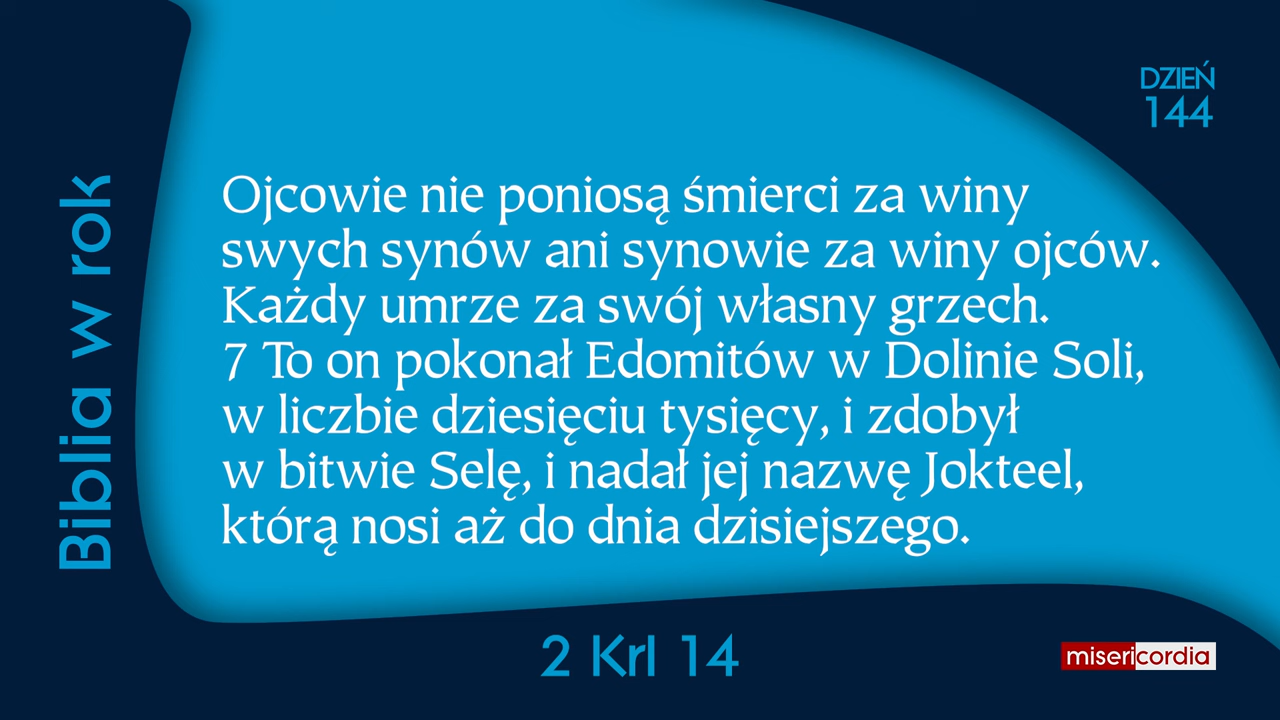 DZIEŃ
144
Biblia w rok
Ojcowie nie poniosą śmierci za winy
swych synów ani synowie za winy ojców.
Każdy umrze za swój własny grzech.
7 To on pokonał Edomitów w Dolinie Soli,
w liczbie dziesięciu tysięcy, i zdobył
w bitwie Selę, i nadał jej nazwę Jokteel,
którą nosi aż do dnia dzisiejszego.
2 Krl 14
misericordia